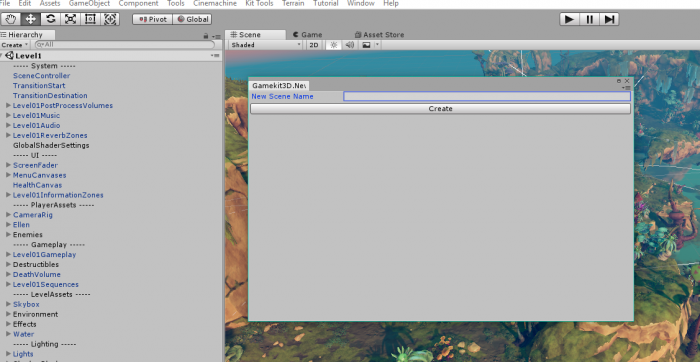 File Edit Assets GameObject Component Tools Cinemachine Kit Tools Terrain Tutorial Window Help
Pivot Global
Hierarchy
Create All
Level1
----- System -----
SceneController
TransitionStart
TransitionDestination
Level01PostProcessVolumes
Level01Music
Level01Audio
Level01ReverbZones
GlobalShaderSettings
----- UI -----
ScreenFader
MenuCanvases
HealthCanvas
Level01InformationZones
----- PlayerAssets -----
CameraRig
Ellen
Enemies
----- Gameplay -----
Level01Gameplay
Destructibles
DeathVolume
Level01Sequences
----- LevelAssets -----
Skybox
Environment
Effects
Water
----- Lighting -----
Lights
Scene Game Asset Store
Shaded 2D
Gamekit3D.Ne
New Scene Name
Create